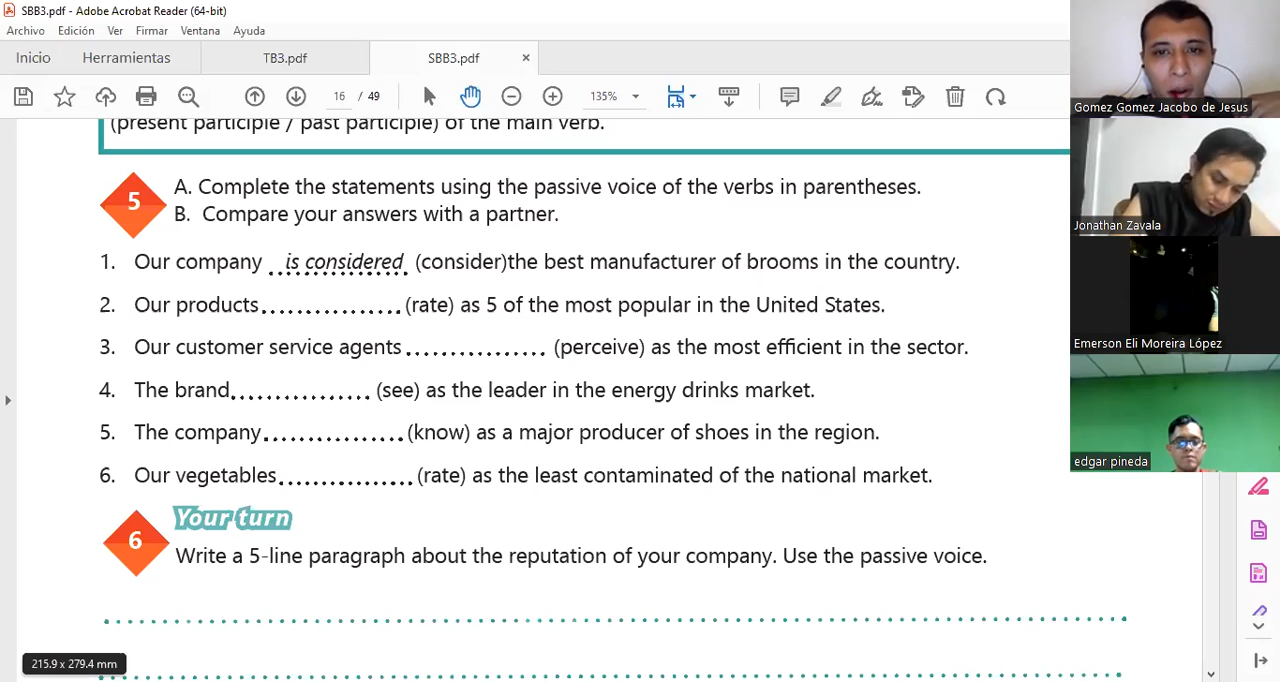 SBB3.pdf - Adobe Acrobat Reader (64-bit)
Archivo Edición Ver Firmar Ventana Ayuda
Inicio Herramientas TB3.pdf SBB3.pdf ×
16 / 49 135%
(present participle / past participle) of the main verb.
5
A. Complete the statements using the passive voice of the verbs in parentheses.
B. Compare your answers with a partner.
1. Our company ..is considered.. (consider)the best manufacturer of brooms in the country.
2. Our products............... (rate) as 5 of the most popular in the United States.
3. Our customer service agents ............... (perceive) as the most efficient in the sector.
4. The brand............... (see) as the leader in the energy drinks market.
5. The company............... (know) as a major producer of shoes in the region.
6. Our vegetables............... (rate) as the least contaminated of the national market.
Your turn
6
Write a 5-line paragraph about the reputation of your company. Use the passive voice.
215.9 x 279.4 mm
Gomez Gomez Jacobo de Jesus
Jonathan Zavala
Emerson Eli Moreira López
edgar pineda